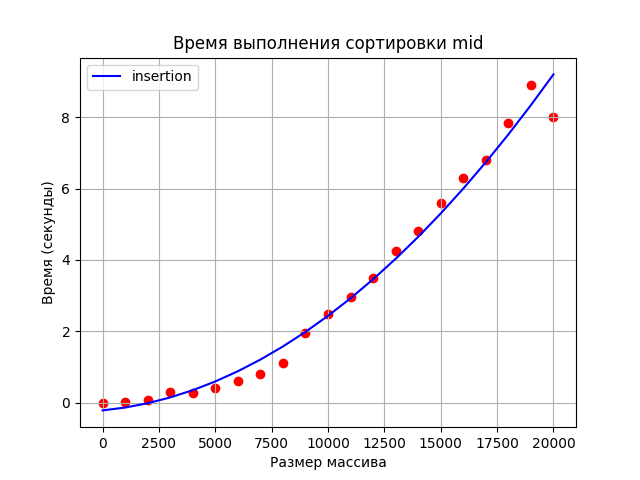 Время выполнения сортировки mid
insertion
Время (секунды)
8
6
4
2
0
0 2500 5000 7500 10000 12500 15000 17500 20000
Размер массива